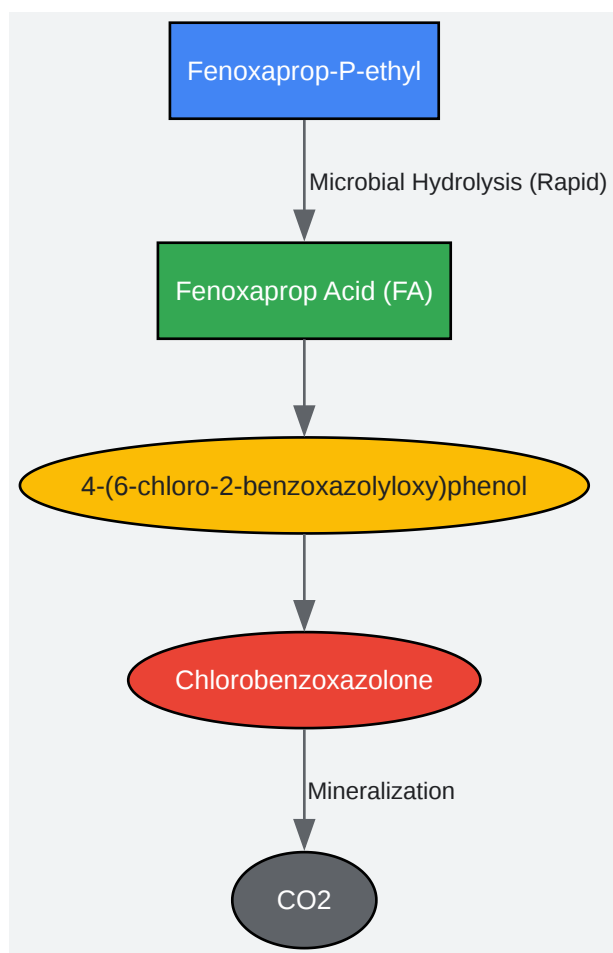 Fenoxaprop-P-ethyl
Microbial Hydrolysis (Rapid)
Fenoxaprop Acid (FA)
4-(6-chloro-2-benzoxazolyloxy)phenol
Chlorobenzoxazolone
Mineralization
CO2